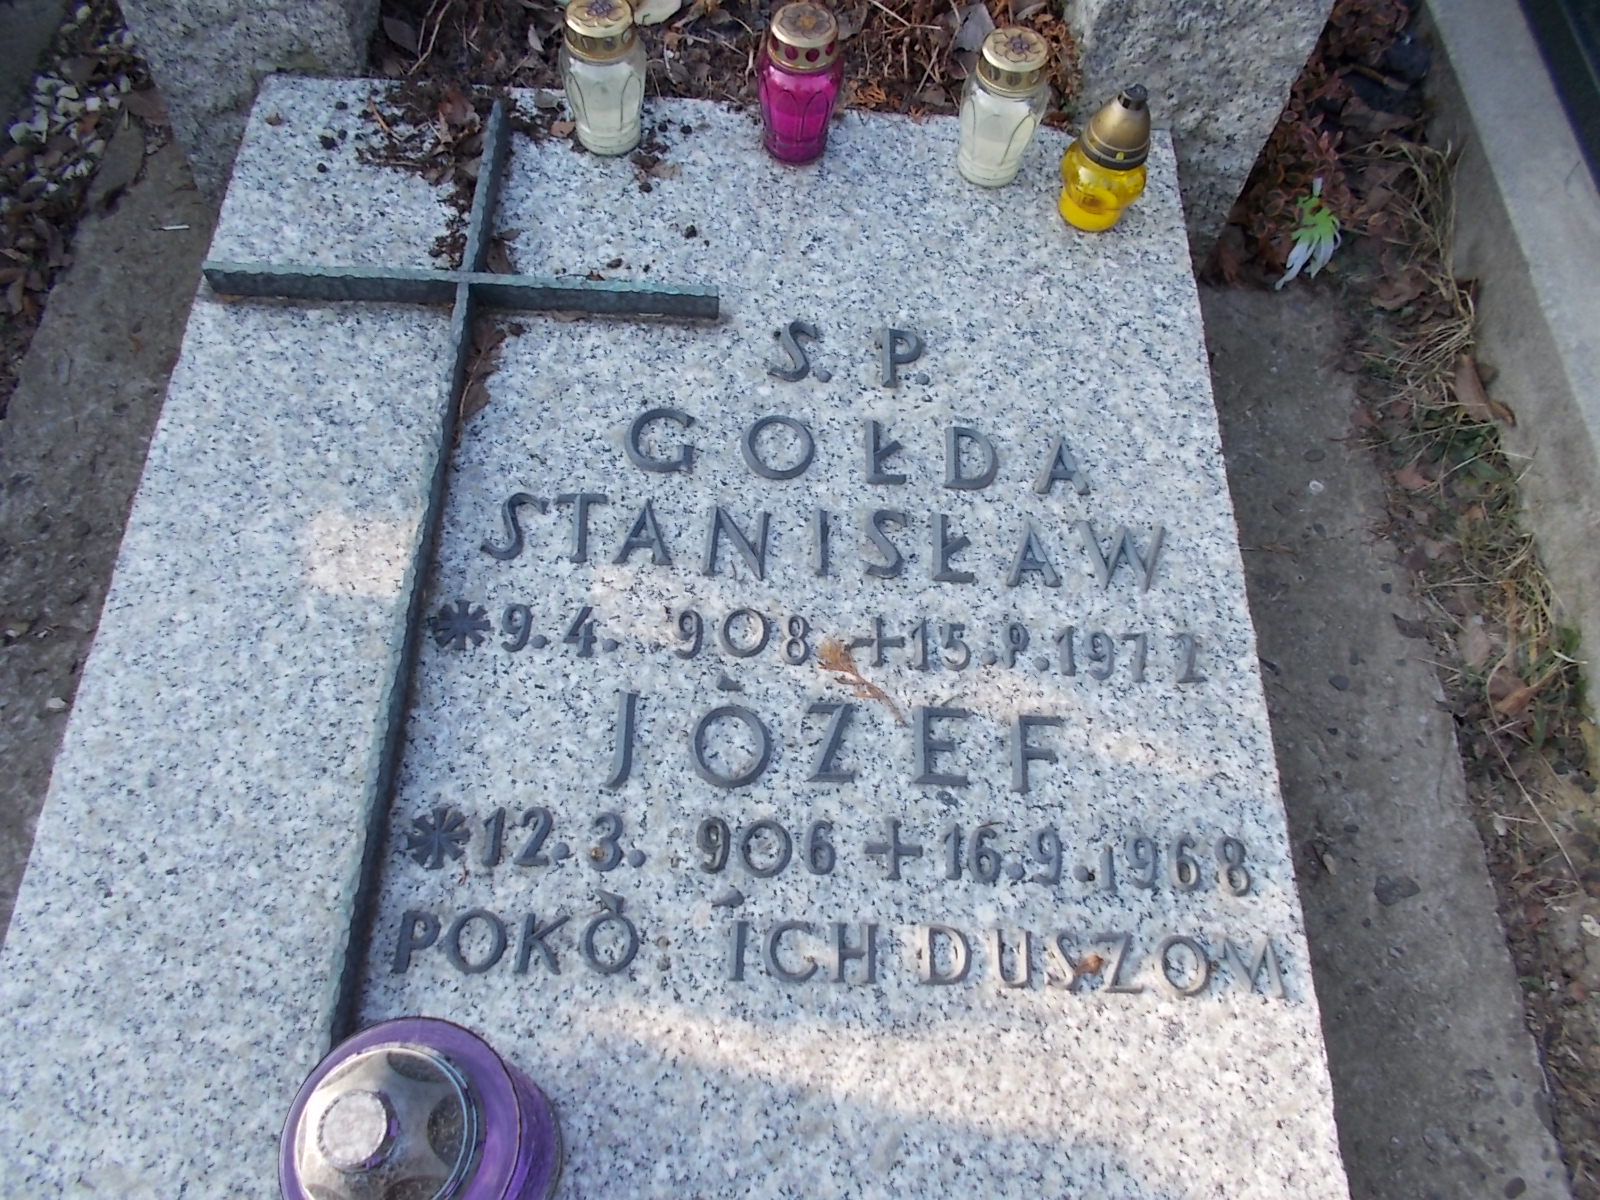 S. P.
GOŁDA
STANISŁAW
*9.4. 908 +15.9.1972
JÓZEF
*12.3. 906 +16.9.1968
POKÓ ICH DUSZOM